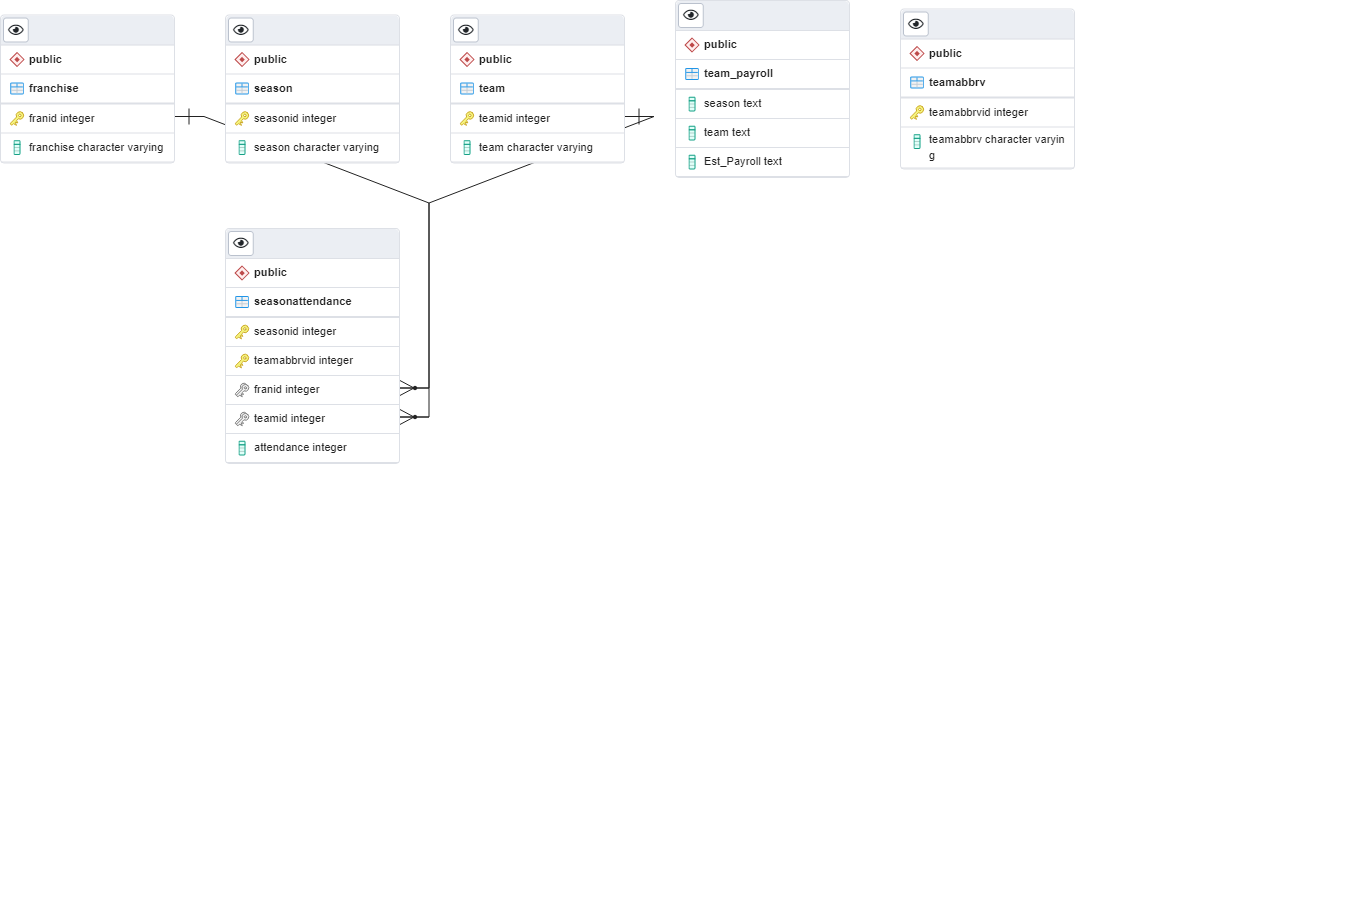 public
franchise
franid integer
franchise character varying
public
season
seasonid integer
season character varying
public
team
teamid integer
team character varying
public
team_payroll
season text
team text
Est_Payroll text
public
teamabbrv
teamabbrvid integer
teamabbrv character varyin
g
public
seasonattendance
seasonid integer
teamabbrvid integer
franid integer
teamid integer
attendance integer